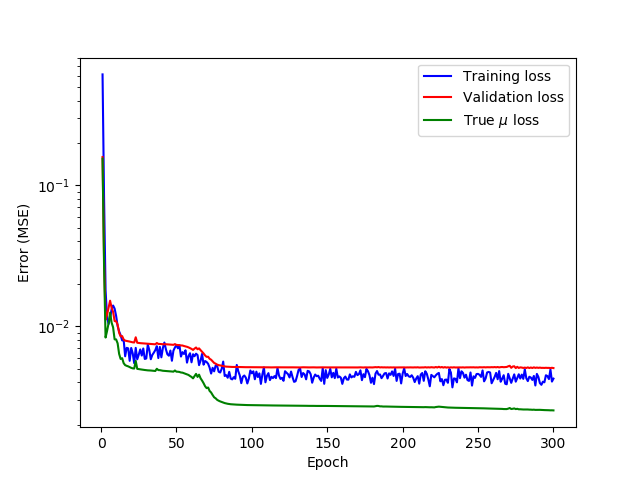 Training loss
Validation loss
True μ loss
10⁻¹
10⁻²
Error (MSE)
0 50 100 150 200 250 300
Epoch